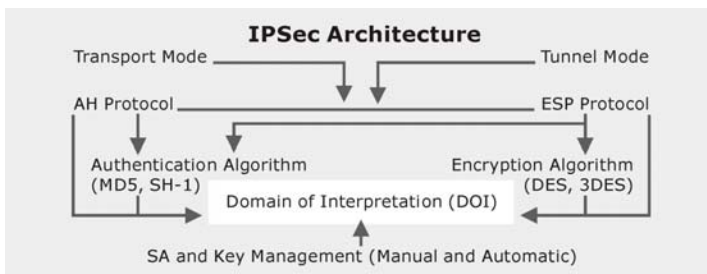 IPSec Architecture
Transport Mode
Tunnel Mode
AH Protocol
ESP Protocol
Authentication Algorithm
(MD5, SH-1)
Encryption Algorithm
(DES, 3DES)
Domain of Interpretation (DOI)
SA and Key Management (Manual and Automatic)